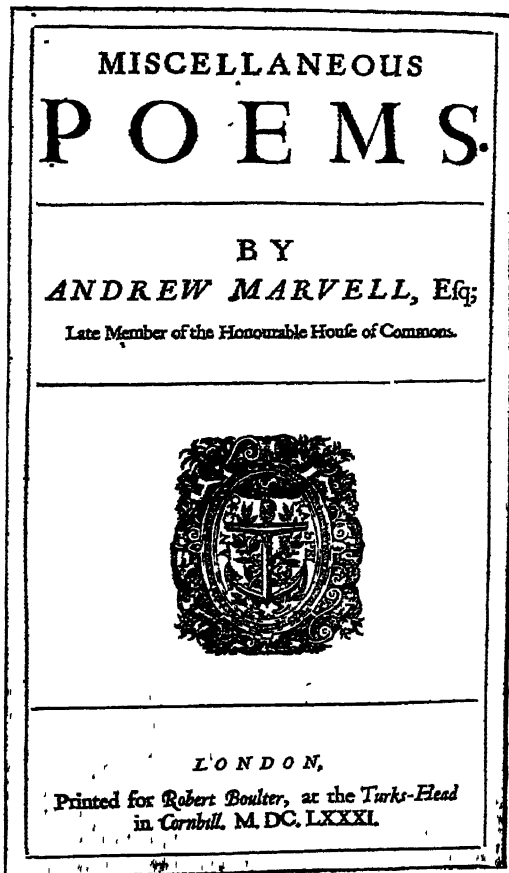 MISCELLANEOUS
POEMS.
BY
ANDREW MARVELL, Eſq;
Late Member of the Honourable Houſe of Commons.
LONDON,
Printed for Robert Boulter, at the Turks-Head
in Cornhill. M. DC. LXXXI.